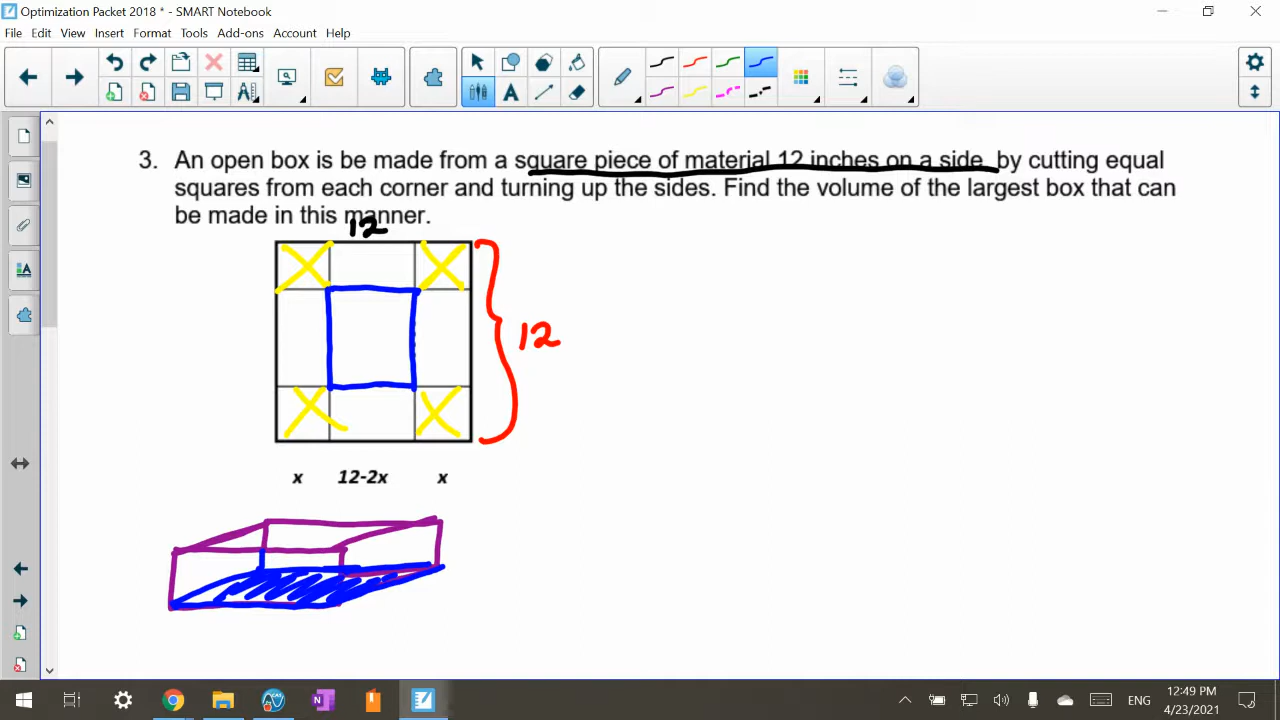 Optimization Packet 2018 * - SMART Notebook
File Edit View Insert Format Tools Add-ons Account Help
3. An open box is be made from a square piece of material 12 inches on a side, by cutting equal
squares from each corner and turning up the sides. Find the volume of the largest box that can
be made in this manner.
12
12
x 12-2x x
ENG
12:49 PM
4/23/2021